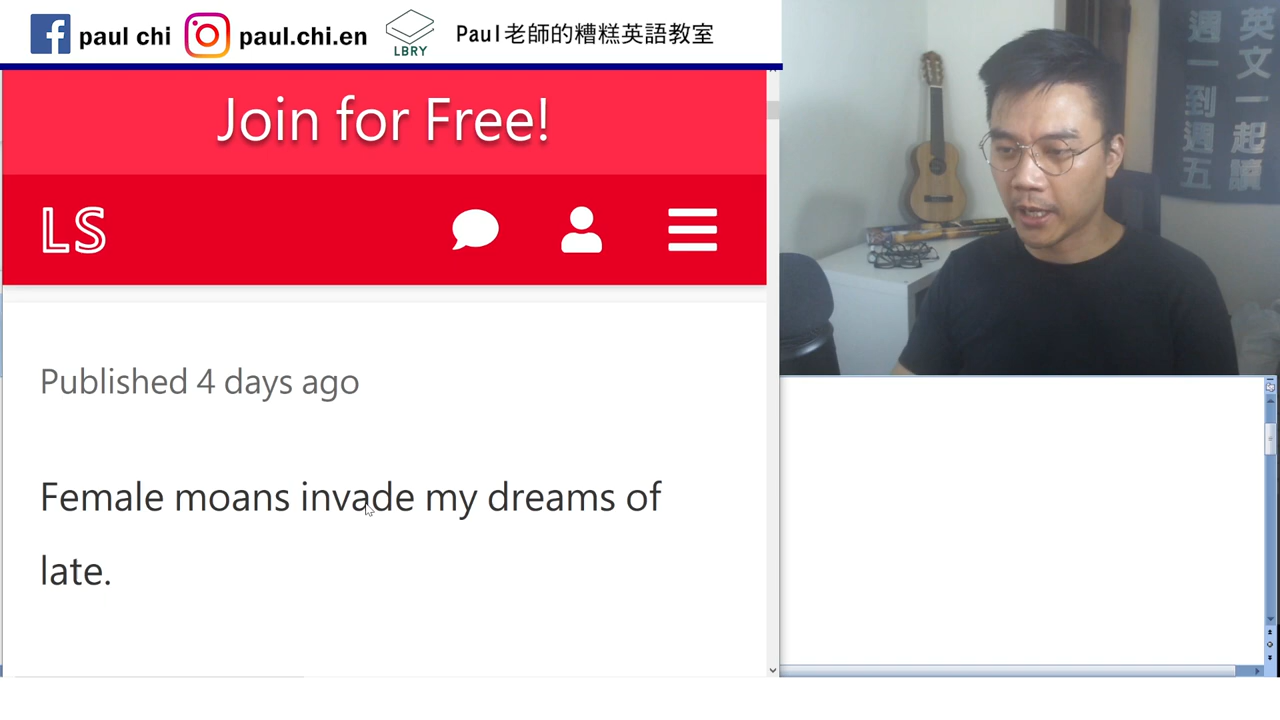 paul chi
paul.chi.en
LBRY
Paul老師的糟糕英語教室
Join for Free!
LS
Published 4 days ago
Female moans invade my dreams of
late.
英文一起讀
週一到週五